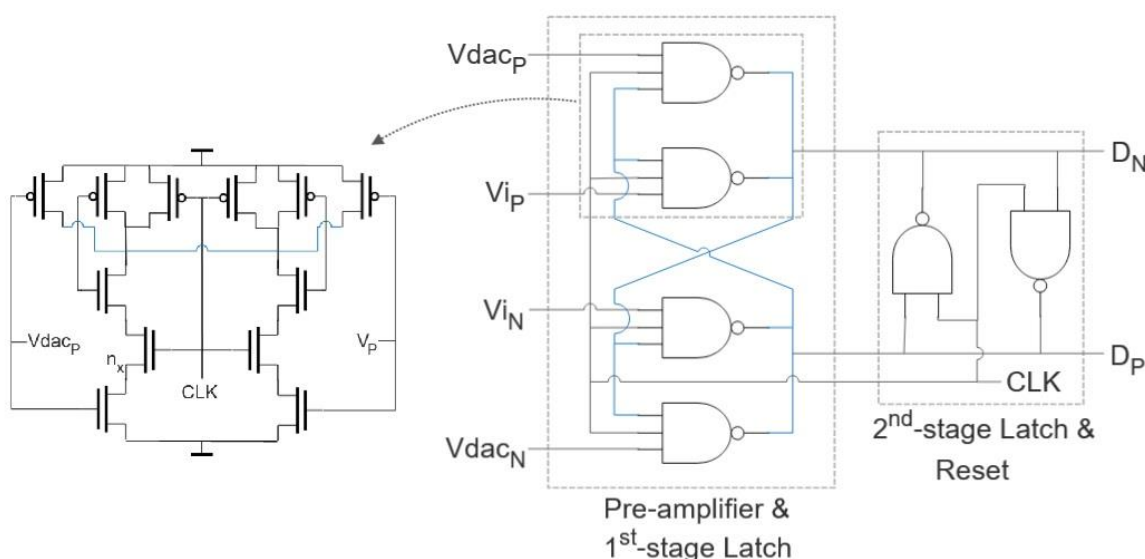 Vdac_P
Vi_P
Vi_N
Vdac_N
D_N
D_P
CLK
2^nd-stage Latch &
Reset
Pre-amplifier &
1^st-stage Latch
Vdac_P
n_x
CLK
V_P